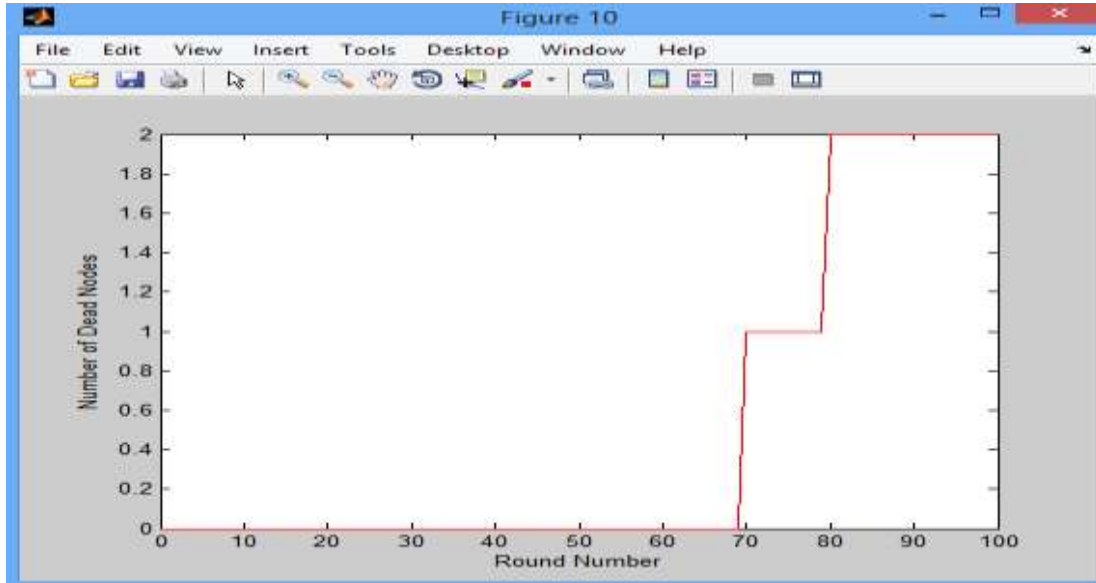 Figure 10
File Edit View Insert Tools Desktop Window Help
2
1.8
1.6
1.4
1.2
1
0.8
0.6
0.4
0.2
0
Number of Dead Nodes
0 10 20 30 40 50 60 70 80 90 100
Round Number